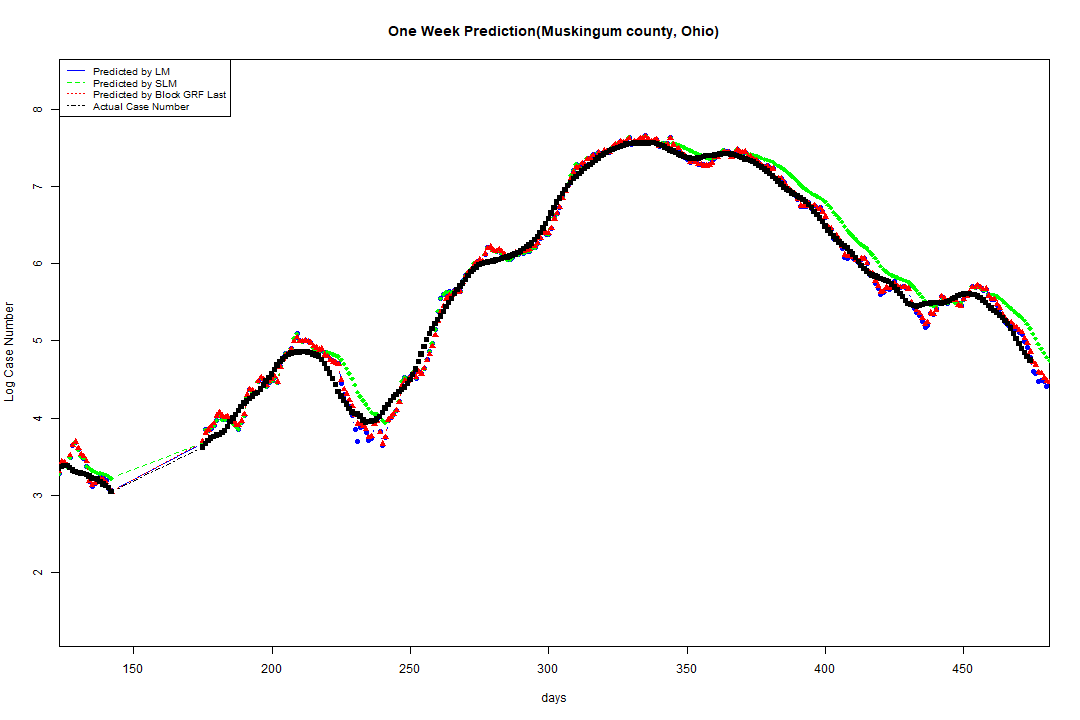 One Week Prediction(Muskingum county, Ohio)
Predicted by LM
Predicted by SLM
Predicted by Block GRF Last
Actual Case Number
Log Case Number
8
7
6
5
4
3
2
150 200 250 300 350 400 450
days